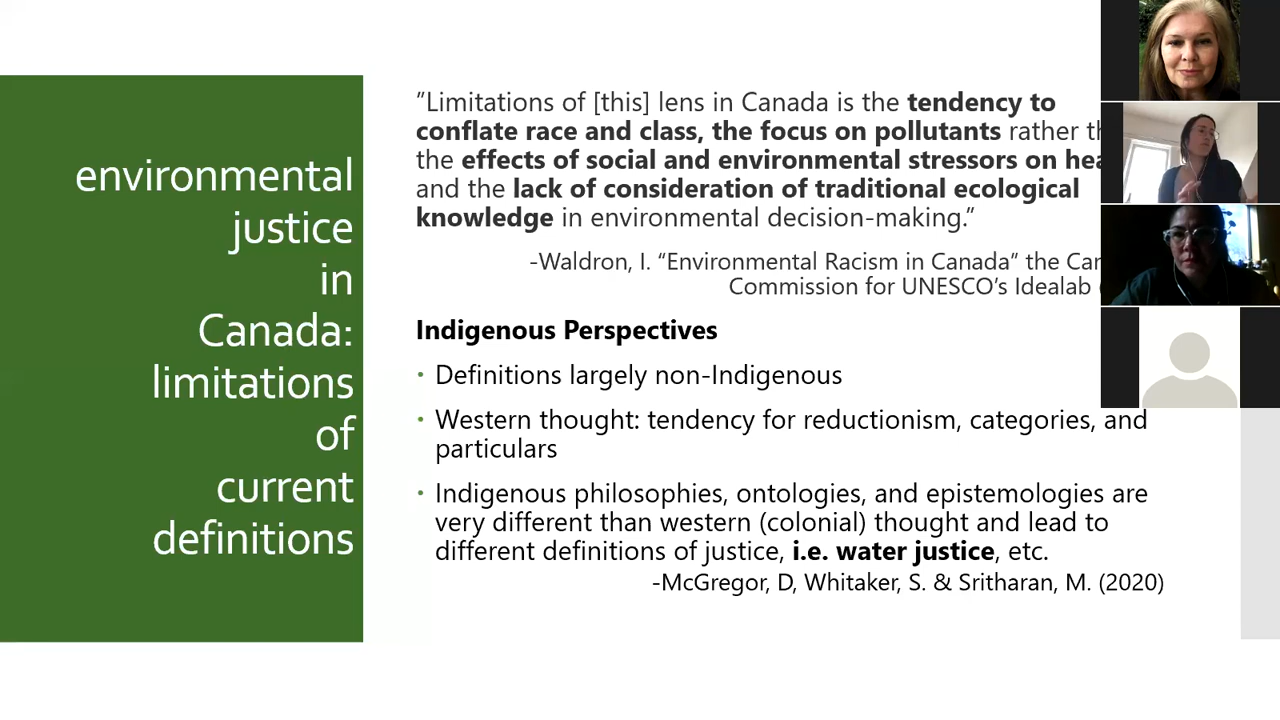 environmental
justice
in
Canada:
limitations
of
current
definitions
”Limitations of [this] lens in Canada is the tendency to
conflate race and class, the focus on pollutants rather
the effects of social and environmental stressors on
and the lack of consideration of traditional ecological
knowledge in environmental decision-making.”
-Waldron, I. “Environmental Racism in Canada” the
Commission for UNESCO’s Idealab
Indigenous Perspectives
• Definitions largely non-Indigenous
• Western thought: tendency for reductionism, categories, and
particulars
• Indigenous philosophies, ontologies, and epistemologies are
very different than western (colonial) thought and lead to
different definitions of justice, i.e. water justice, etc.
-McGregor, D, Whitaker, S. & Sritharan, M. (2020)